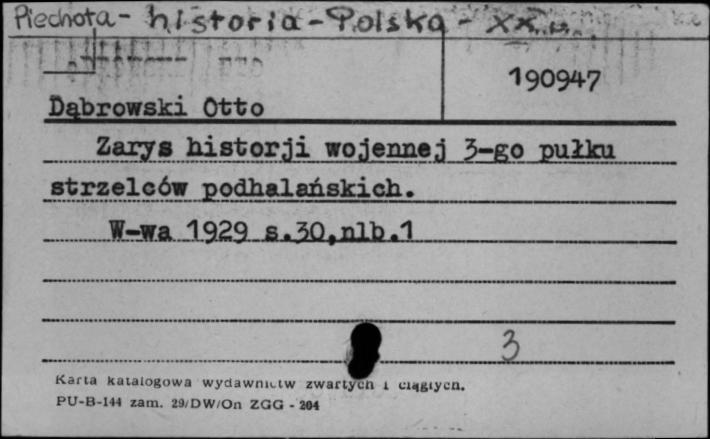 Piechota - historia - Polska - XX w.
190947
Dąbrowski Otto
Zarys historji wojennej 3-go pułku
strzelców podhalańskich.
W-wa 1929 s.30,nlb.1
3
Karta katalogowa wydawnictw zwartych i ciągłych.
PU-B-144 zam. 29/DW/On ZGG - 204